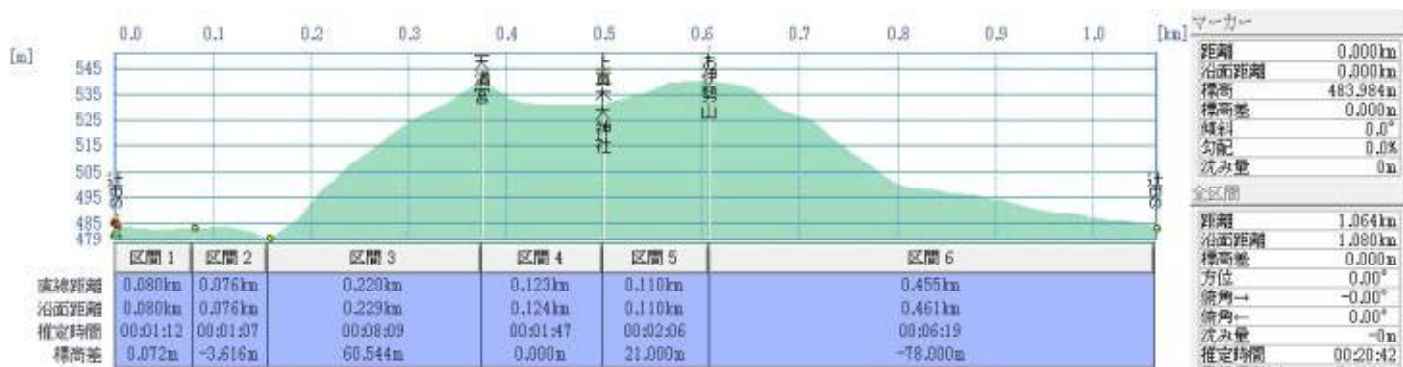 0.0 0.1 0.2 0.3 0.4 0.5 0.6 0.7 0.8 0.9 1.0 [km]
[m]
545
535
525
515
505
495
485
479
天満宮
上真木大神社
お伊勢山
区間 1 区間 2 区間 3 区間 4 区間 5 区間 6
直線距離 0.080km 0.076km 0.220km 0.123km 0.110km 0.455km
沿面距離 0.080km 0.076km 0.229km 0.124km 0.110km 0.461km
推定時間 00:01:12 00:01:07 00:08:09 00:01:47 00:02:06 00:06:19
標高差 0.072m -3.616m 60.544m 0.000m 21.000m -78.000m
マーカー
距離 0.000km
沿面距離 0.000km
標高 483.984m
標高差 0.000m
傾斜 0.0°
勾配 0.0%
沈み量 0m
全区間
距離 1.064km
沿面距離 1.080km
標高差 0.000m
方位 0.00°
俯角→ -0.00°
俯角← 0.00°
沈み量 -0m
推定時間 00:20:42